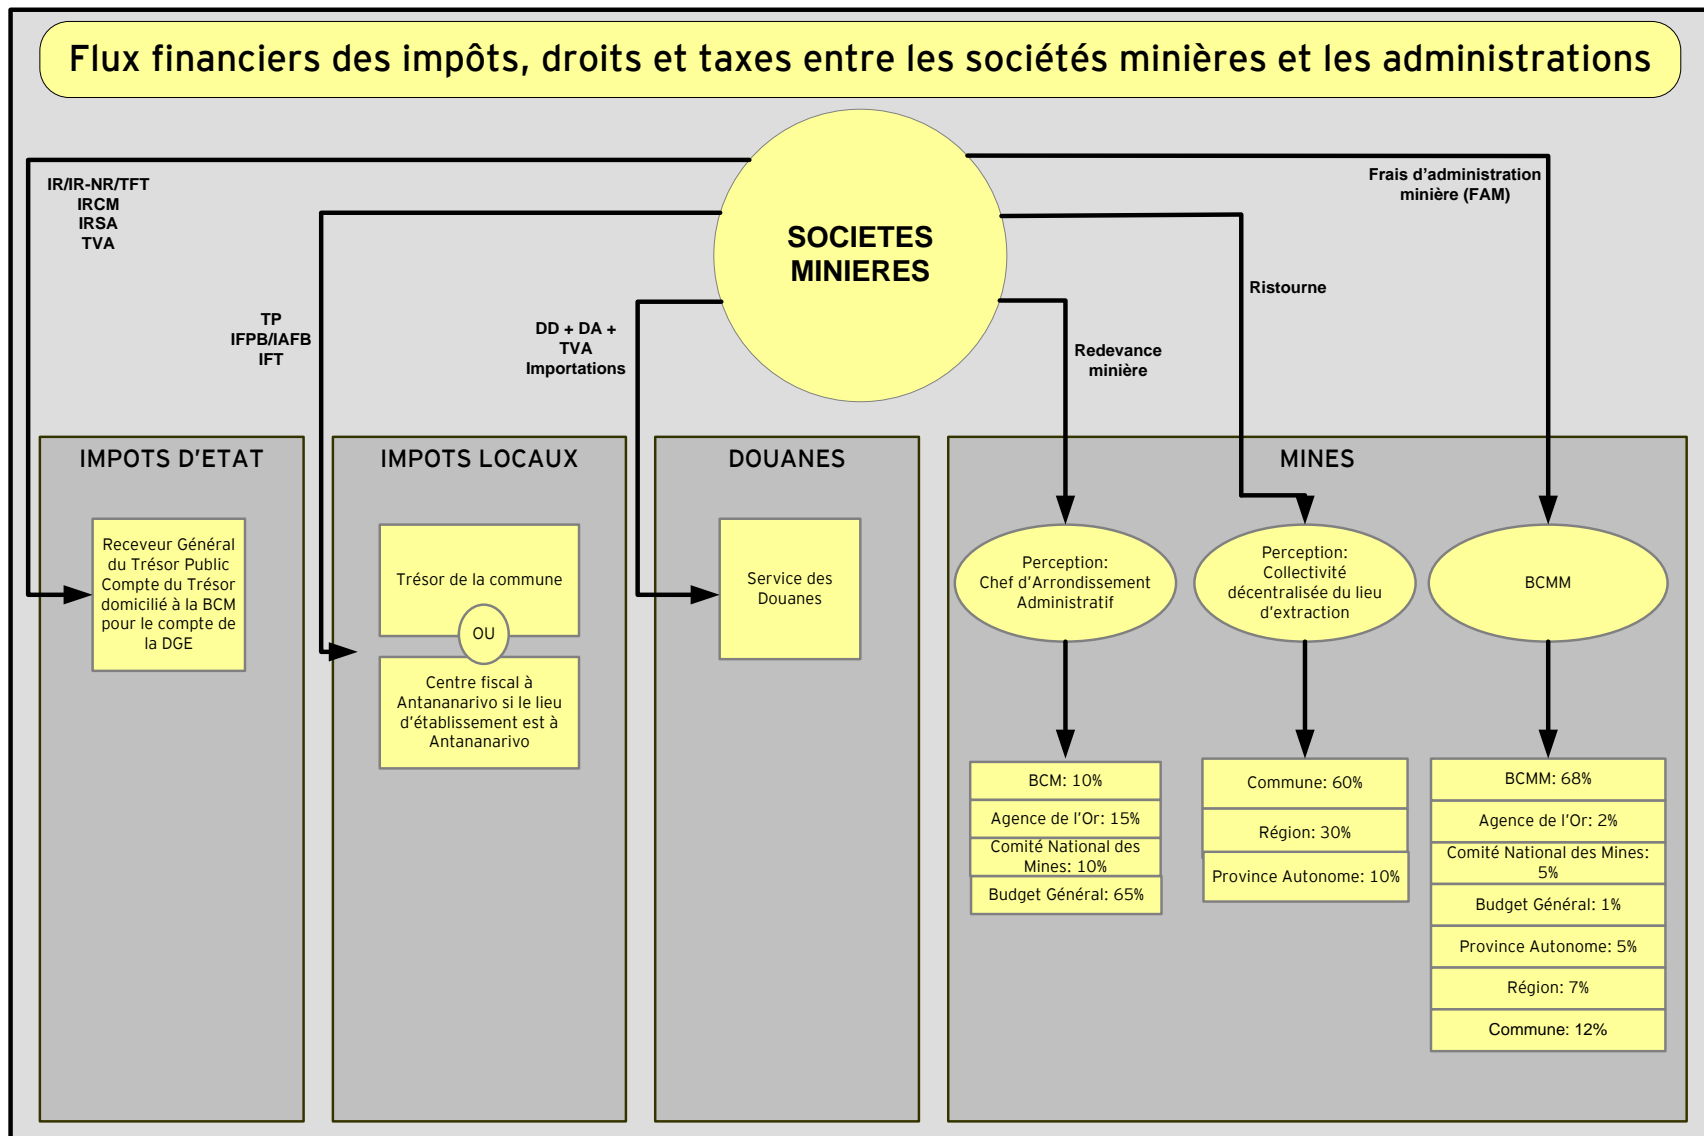 Flux financiers des impôts, droits et taxes entre les sociétés minières et les administrations
IR/IR-NR/TFT
IRCM
IRSA
TVA
TP
IFPB/IAFB
IFT
DD + DA +
TVA
Importations
SOCIETES
MINIERES
Redevance
minière
Ristourne
Frais d'administration
minière (FAM)
IMPOTS D'ETAT
Receveur Général
du Trésor Public
Compte du Trésor
domicilié à la BCM
pour le compte de
la DGE
IMPOTS LOCAUX
Trésor de la commune
OU
Centre fiscal à
Antananarivo si le lieu
d'établissement est à
Antananarivo
DOUANES
Service des
Douanes
MINES
Perception:
Chef d'Arrondissement
Administratif
BCM: 10%
Agence de l'Or: 15%
Comité National des
Mines: 10%
Budget Général: 65%
Perception:
Collectivité
décentralisée du lieu
d'extraction
Commune: 60%
Région: 30%
Province Autonome: 10%
BCMM
BCMM: 68%
Agence de l'Or: 2%
Comité National des Mines:
5%
Budget Général: 1%
Province Autonome: 5%
Région: 7%
Commune: 12%